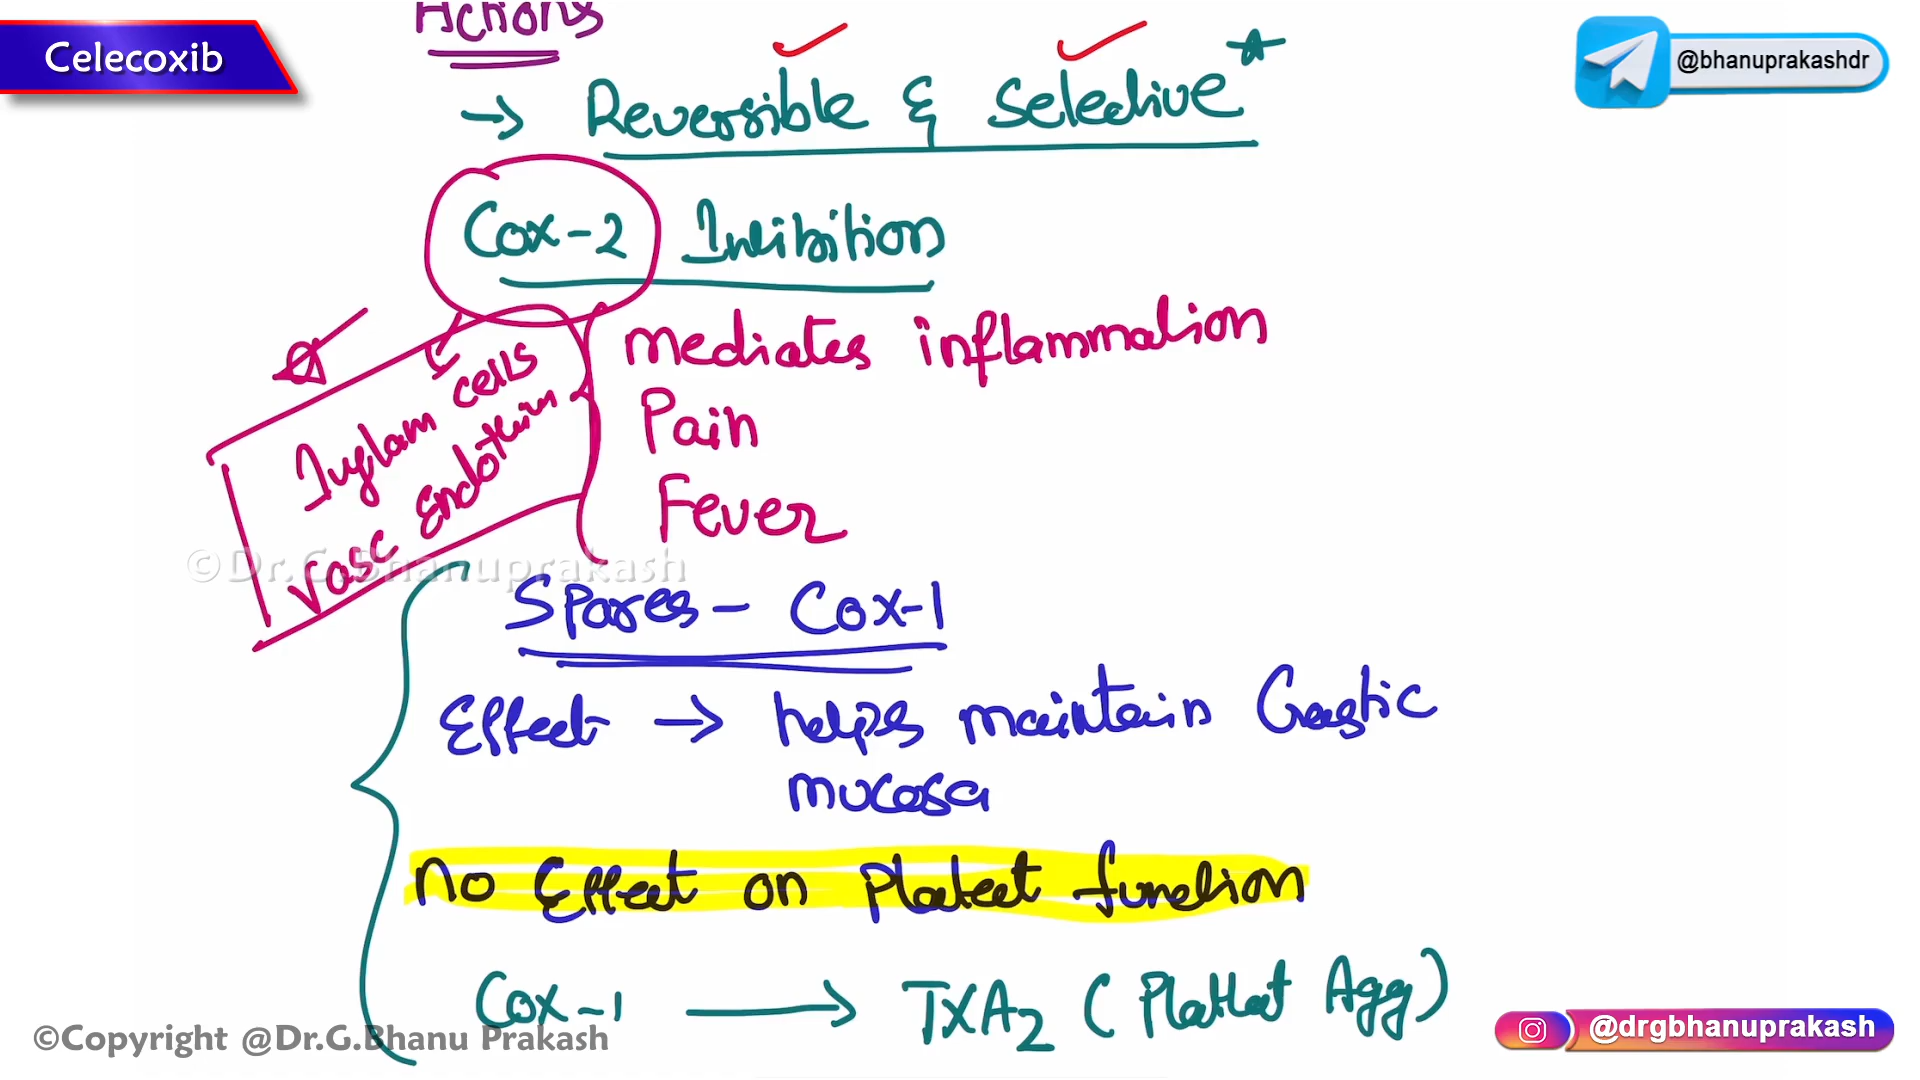 Actions
Celecoxib
@bhanuprakashdr
→ Reversible & Selective
Cox-2 Inhibition
mediates inflammation
Pain
Fever
Inflam cells
Vasc Endothelium
©Dr.G.Bhanuprakash
Spares - Cox-1
Effect → helps maintain Gastric
mucosa
no Effect on Platelet function
Cox-1 → TXA2 (Platelet Agg)
©Copyright @Dr.G.Bhanu Prakash
@drgbhanuprakash